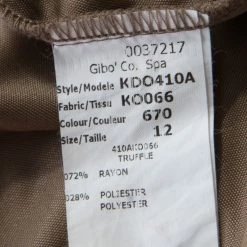 0037217
Gibo' Co. Spa
Style/Modele KDO410A
Fabric/Tissu KO066
Colour/Couleur 670
Size/Taille 12
410AKO066
TRUFFLE
072% RAYON
028% POLIESTER
POLYESTER